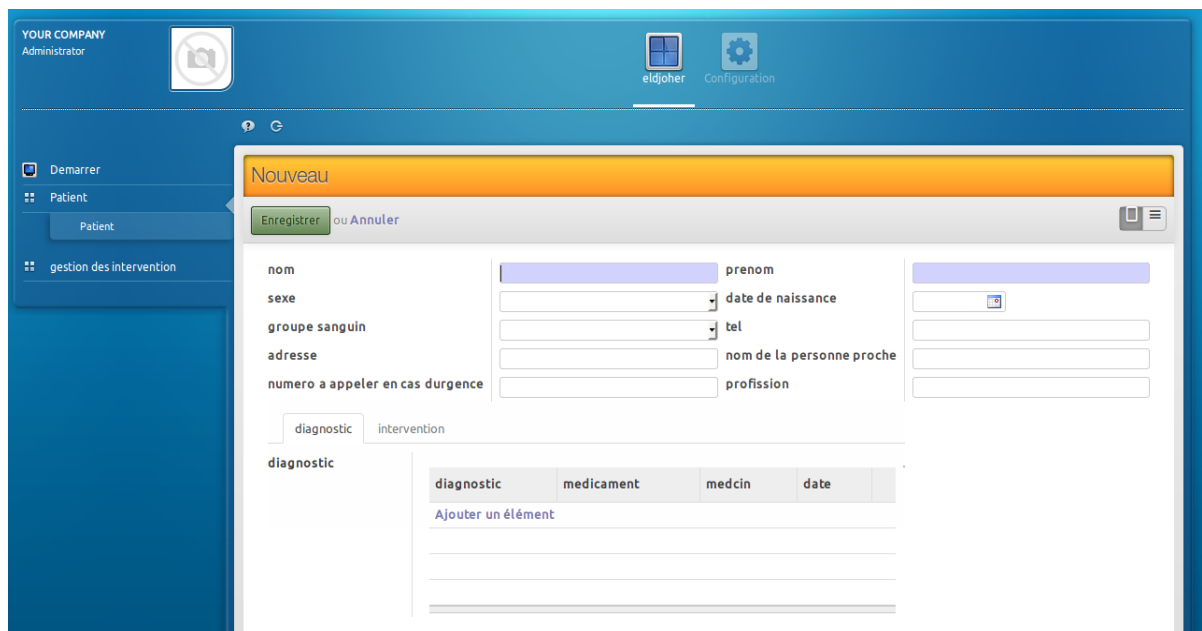 YOUR COMPANY
Administrator
eldjoher Configuration
Demarrer
Patient
Patient
gestion des intervention
Nouveau
Enregistrer ou Annuler
nom prenom
sexe date de naissance
groupe sanguin tel
adresse nom de la personne proche
numero a appeler en cas durgence profission
diagnostic intervention
diagnostic
diagnostic medicament medcin date
Ajouter un élément